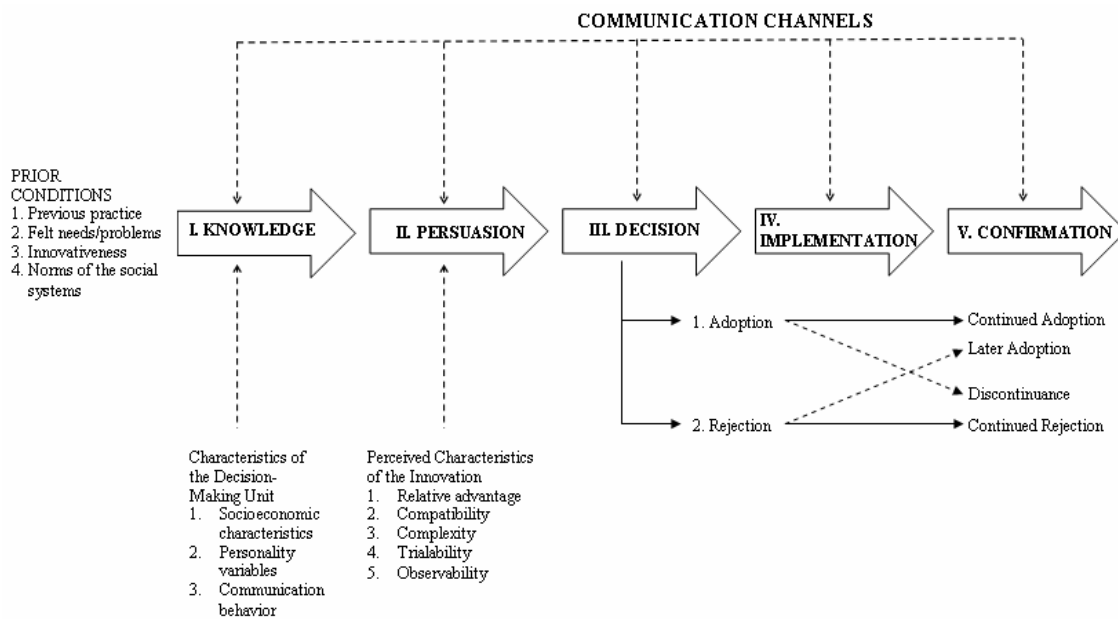 COMMUNICATION CHANNELS
PRIOR
CONDITIONS
1. Previous practice
2. Felt needs/problems
3. Innovativeness
4. Norms of the social
systems
I. KNOWLEDGE
II. PERSUASION
III. DECISION
IV.
IMPLEMENTATION
V. CONFIRMATION
1. Adoption
2. Rejection
Continued Adoption
Later Adoption
Discontinuance
Continued Rejection
Characteristics of
the Decision-
Making Unit
1. Socioeconomic
characteristics
2. Personality
variables
3. Communication
behavior
Perceived Characteristics
of the Innovation
1. Relative advantage
2. Compatibility
3. Complexity
4. Trialability
5. Observability